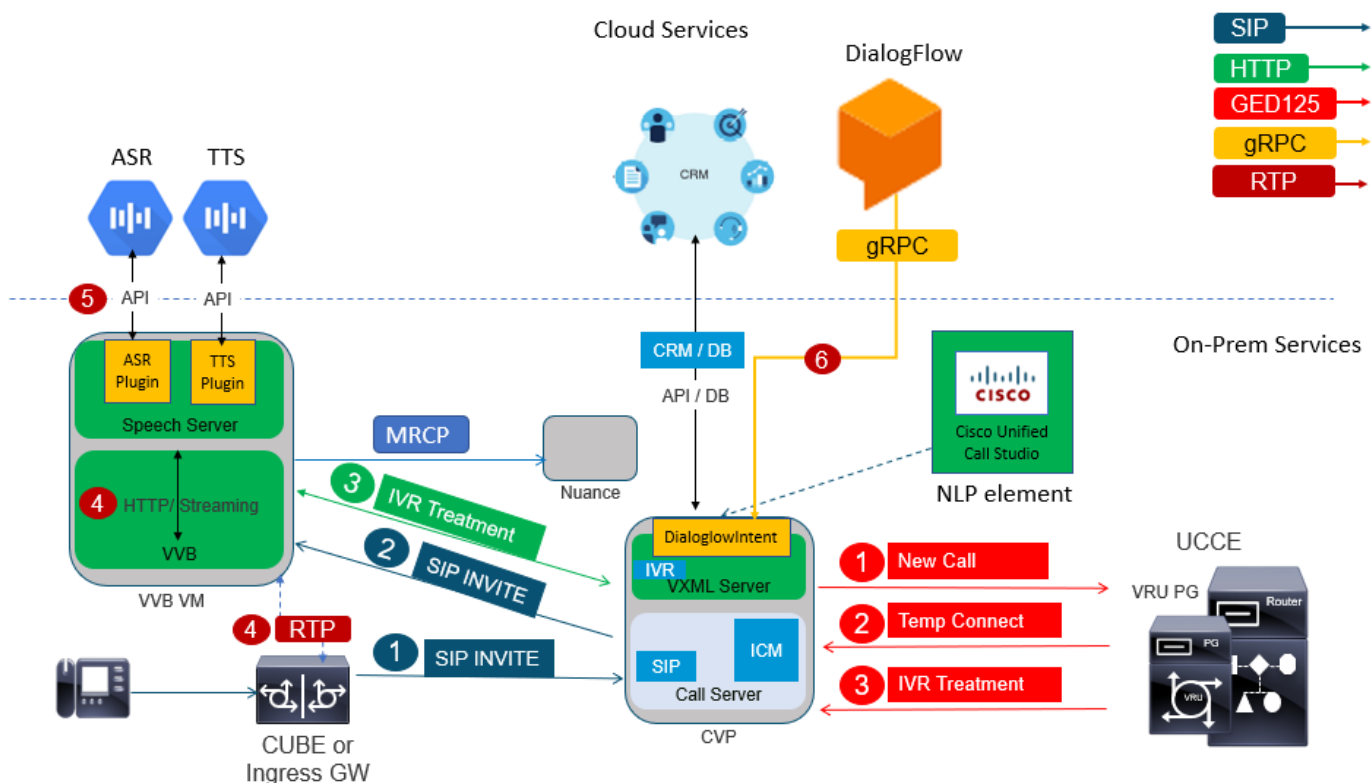 Cloud Services
DialogFlow
SIP
HTTP
GED125
gRPC
RTP
ASR
TTS
CRM
gRPC
5
API
API
On-Prem Services
ASR
Plugin
TTS
Plugin
Speech Server
CRM / DB
6
API / DB
CISCO
Cisco Unified
Call Studio
NLP element
MRCP
Nuance
4
HTTP/ Streaming
VVB
VVB VM
3
IVR Treatment
2
SIP INVITE
DialoglowIntent
IVR
VXML Server
SIP
ICM
Call Server
CVP
1
New Call
2
Temp Connect
3
IVR Treatment
UCCE
VRU PG
Router
PG
VRU
4
RTP
1
SIP INVITE
CUBE or
Ingress GW